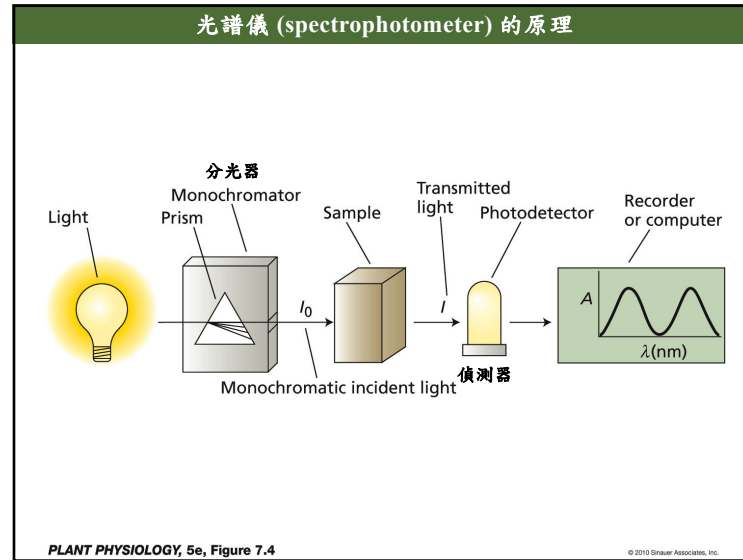 光譜儀 (spectrophotometer) 的原理
Light
分光器
Monochromator
Prism
Sample
Transmitted
light
Photodetector
Recorder
or computer
I₀
I
A
λ(nm)
Monochromatic incident light
偵測器
PLANT PHYSIOLOGY, 5e, Figure 7.4
© 2010 Sinauer Associates, Inc.